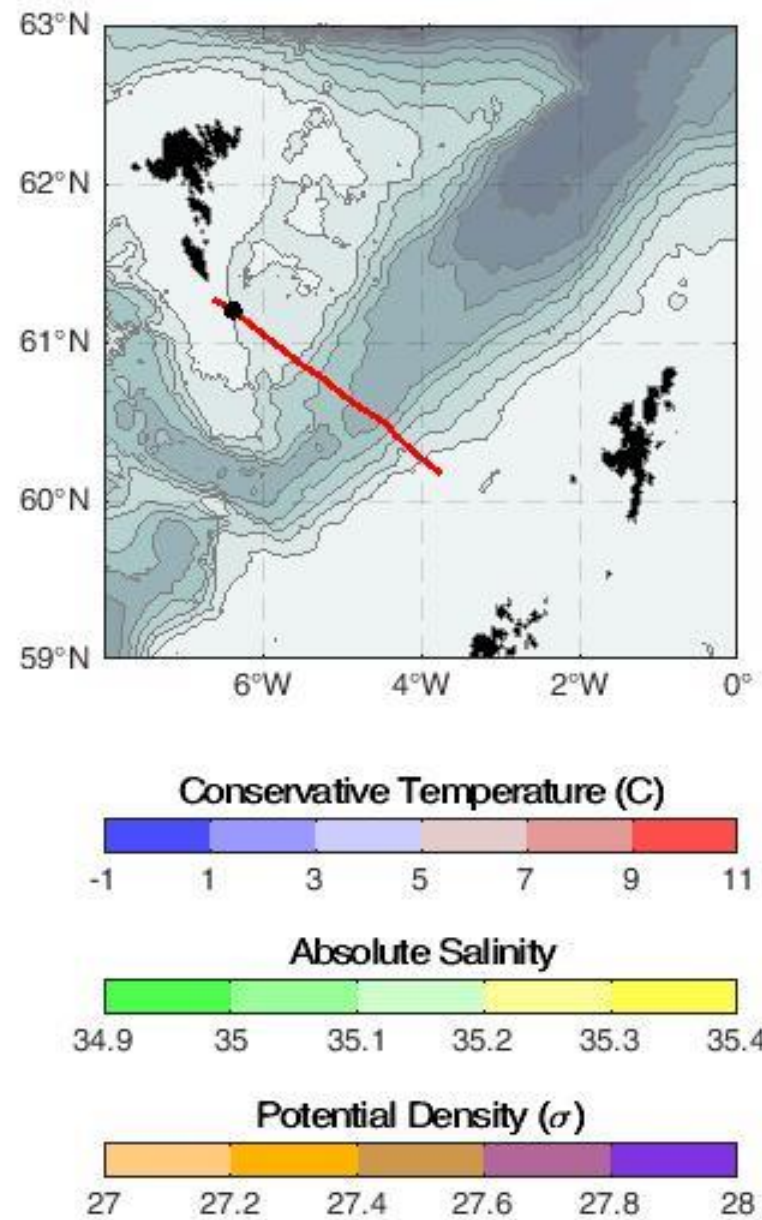 63°N
62°N
61°N
60°N
59°N
6°W 4°W 2°W 0°
Conservative Temperature (C)
-1 1 3 5 7 9 11
Absolute Salinity
34.9 35 35.1 35.2 35.3 35.4
Potential Density (σ)
27 27.2 27.4 27.6 27.8 28